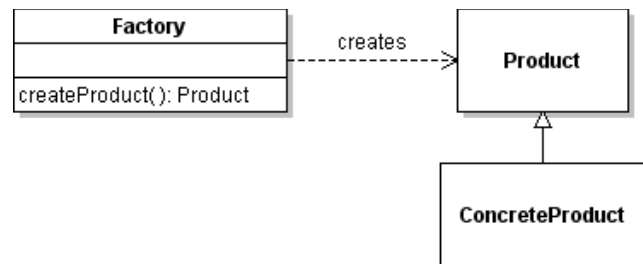 Factory
creates
Product
createProduct(): Product
ConcreteProduct